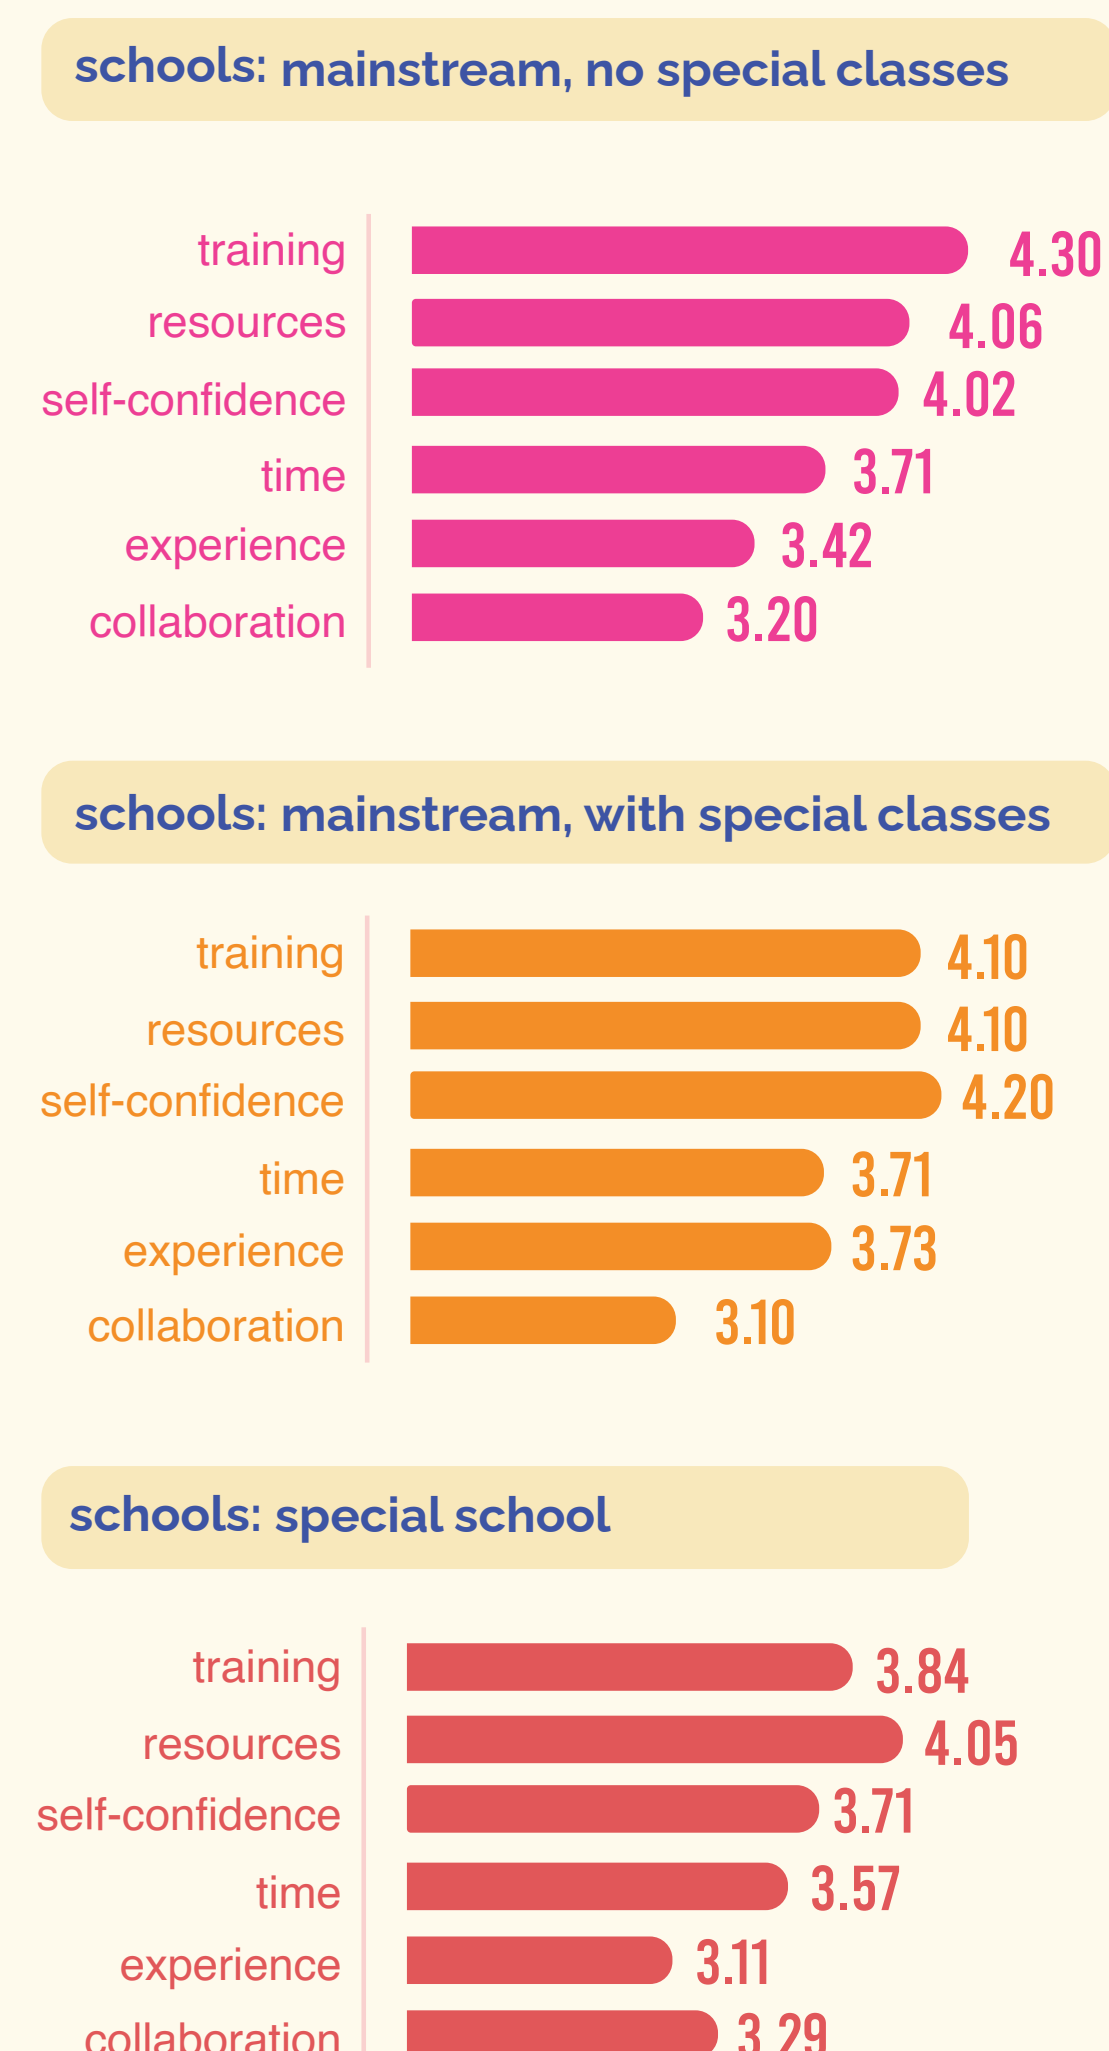 schools: mainstream, no special classes
training 4.30
resources 4.06
self-confidence 4.02
time 3.71
experience 3.42
collaboration 3.20
schools: mainstream, with special classes
training 4.10
resources 4.10
self-confidence 4.20
time 3.71
experience 3.73
collaboration 3.10
schools: special school
training 3.84
resources 4.05
self-confidence 3.71
time 3.57
experience 3.11
collaboration 3.29